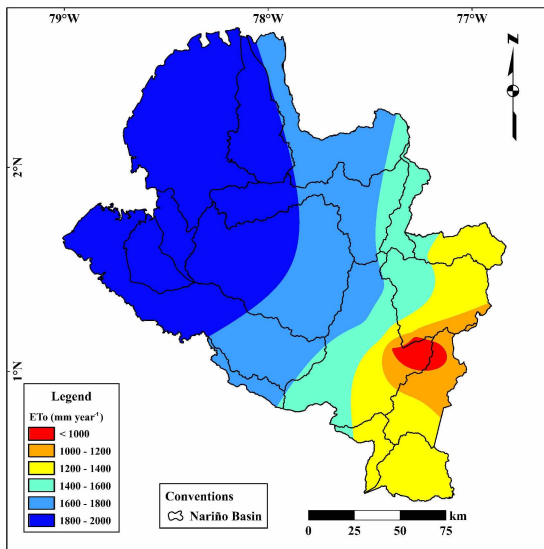 79°W 78°W 77°W
N
2°N
1°N
Legend
ETo (mm year-1)
< 1000
1000 - 1200
1200 - 1400
1400 - 1600
1600 - 1800
1800 - 2000
Conventions
Nariño Basin
0 25 50 75 km